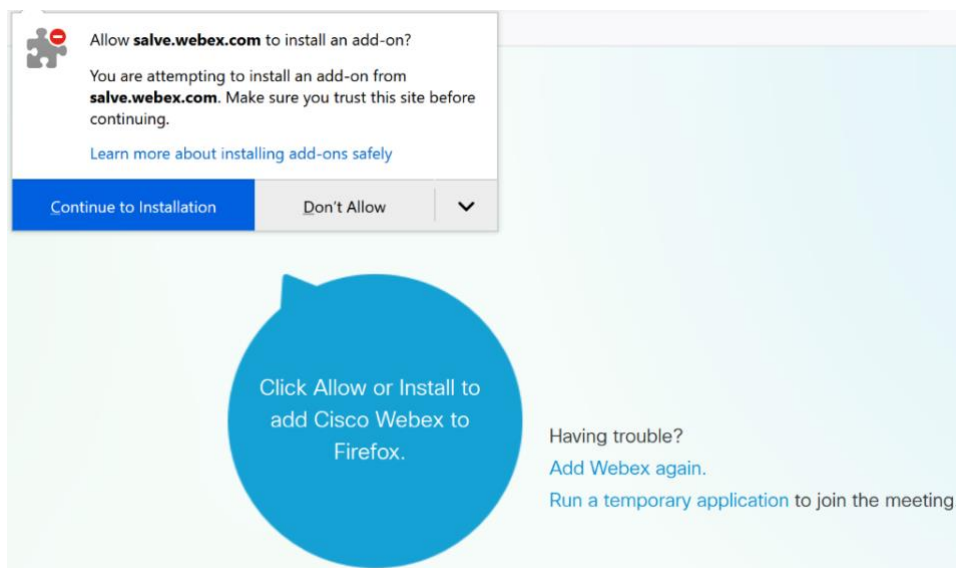 Allow salve.webex.com to install an add-on?
You are attempting to install an add-on from
salve.webex.com. Make sure you trust this site before
continuing.
Learn more about installing add-ons safely
Continue to Installation
Don't Allow
Click Allow or Install to
add Cisco Webex to
Firefox.
Having trouble?
Add Webex again.
Run a temporary application to join the meeting